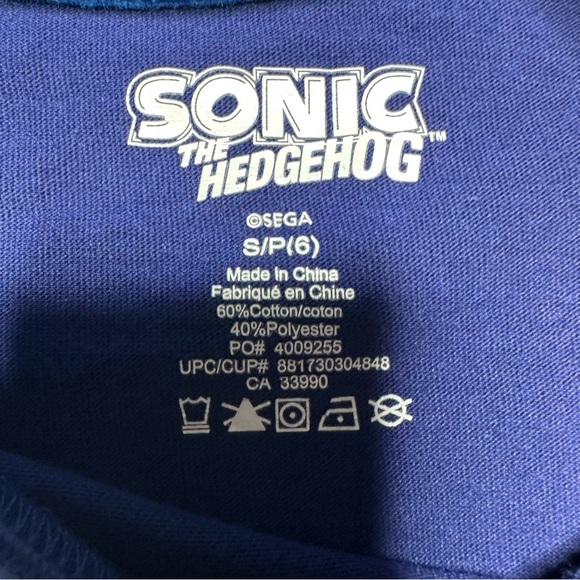 SONIC
THE
HEDGEHOG™
©SEGA
S/P(6)
Made In China
Fabriqué en Chine
60%Cotton/coton
40%Polyester
PO# 4009255
UPC/CUP# 881730304848
CA 33990